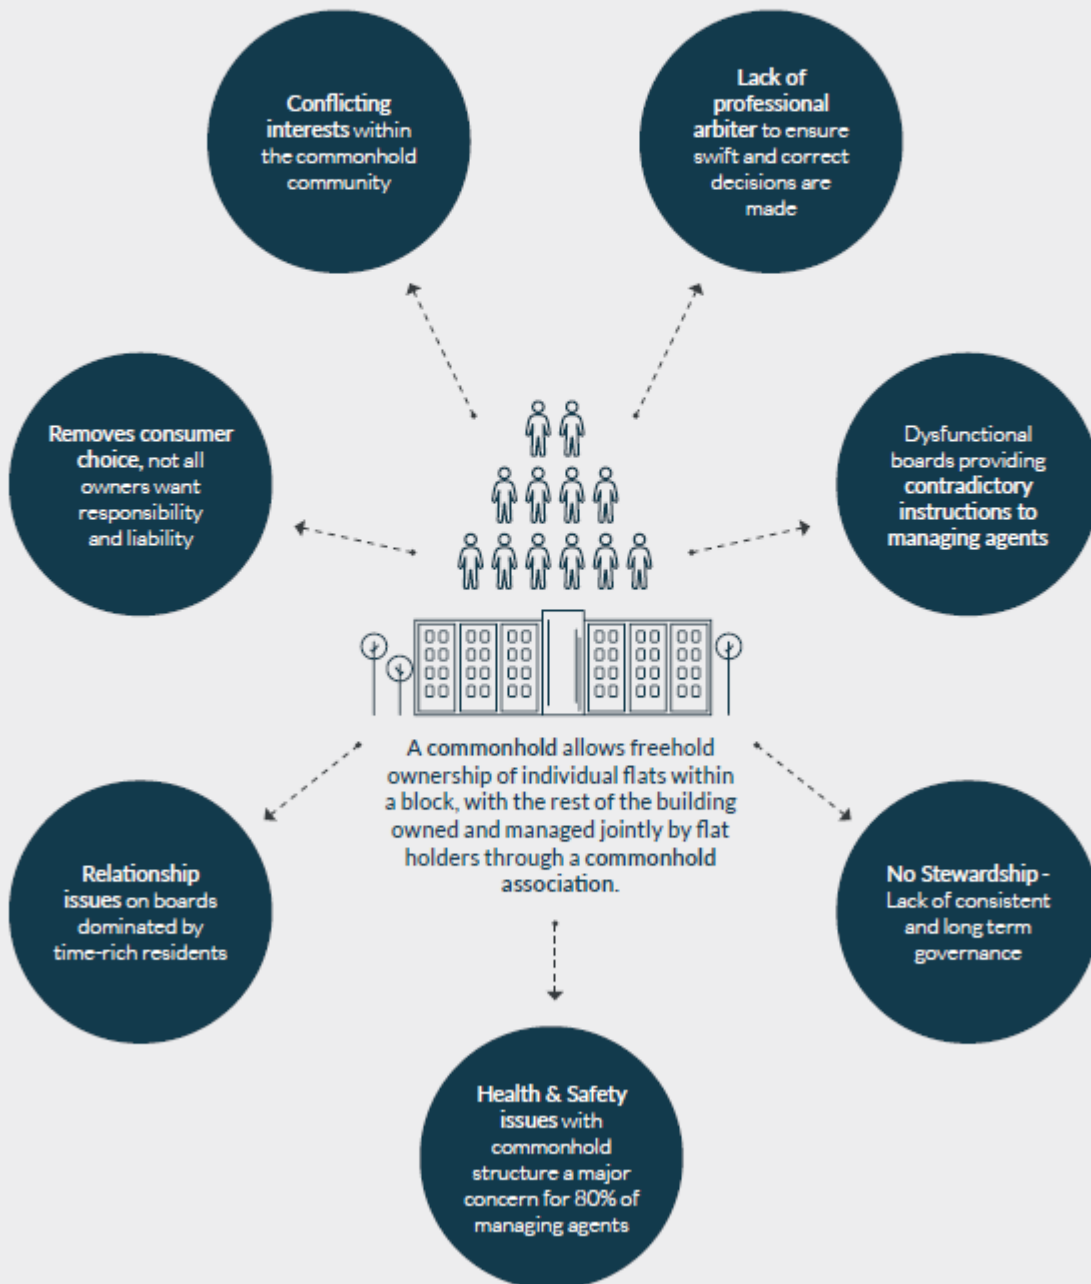 Conflicting
interests within
the commonhold
community
Lack of
professional
arbiter to ensure
swift and correct
decisions are
made
Removes consumer
choice, not all
owners want
responsibility
and liability
Dysfunctional
boards providing
contradictory
instructions to
managing agents
A commonhold allows freehold
ownership of individual flats within
a block, with the rest of the building
owned and managed jointly by flat
holders through a commonhold
association.
Relationship
issues on boards
dominated by
time-rich residents
No Stewardship -
Lack of consistent
and long term
governance
Health & Safety
issues with
commonhold
structure a major
concern for 80% of
managing agents